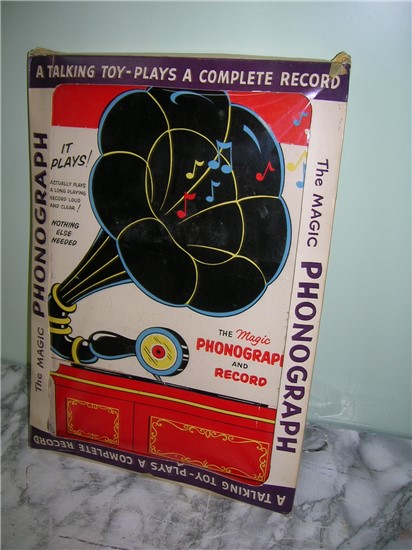 A TALKING TOY-PLAYS A COMPLETE RECORD
The MAGIC PHONOGRAPH
IT
PLAYS!
ACTUALLY PLAYS
A LONG PLAYING
RECORD LOUD
AND CLEAR!
NOTHING
ELSE
NEEDED
THE Magic
PHONOGRAPH
AND
RECORD
The MAGIC PHONOGRAPH
A TALKING TOY-PLAYS A COMPLETE RECORD